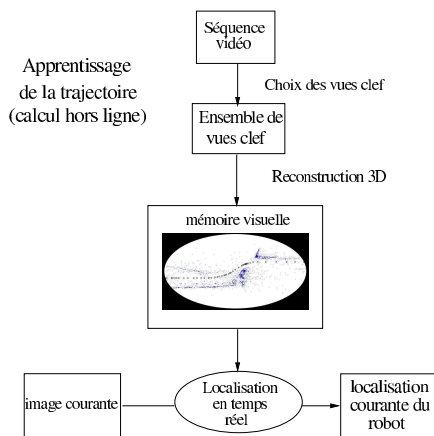 Séquence
vidéo
Apprentissage
de la trajectoire
(calcul hors ligne)
Choix des vues clef
Ensemble de
vues clef
Reconstruction 3D
mémoire visuelle
image courante
Localisation
en temps
réel
localisation
courante du
robot